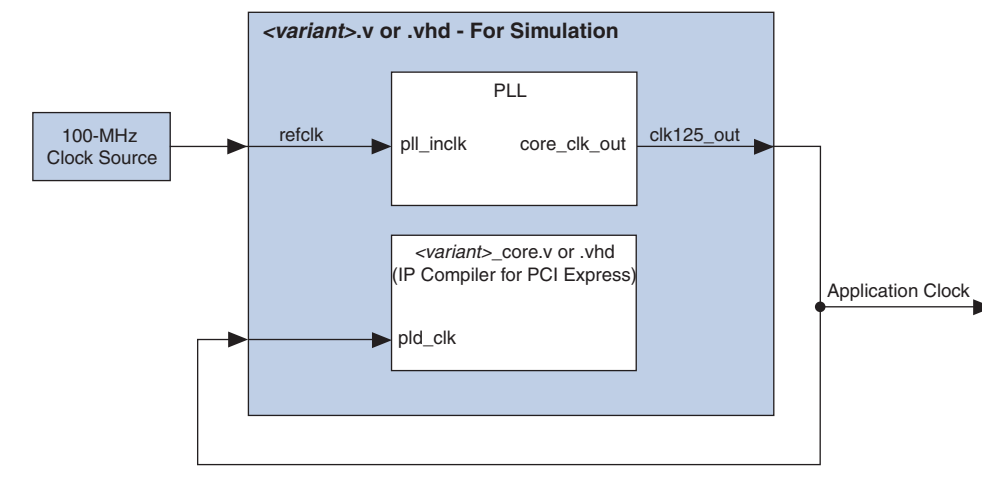 <variant>.v or .vhd - For Simulation
PLL
100-MHz
Clock Source
refclk
pll_inclk
core_clk_out
clk125_out
<variant>_core.v or .vhd
(IP Compiler for PCI Express)
pld_clk
Application Clock